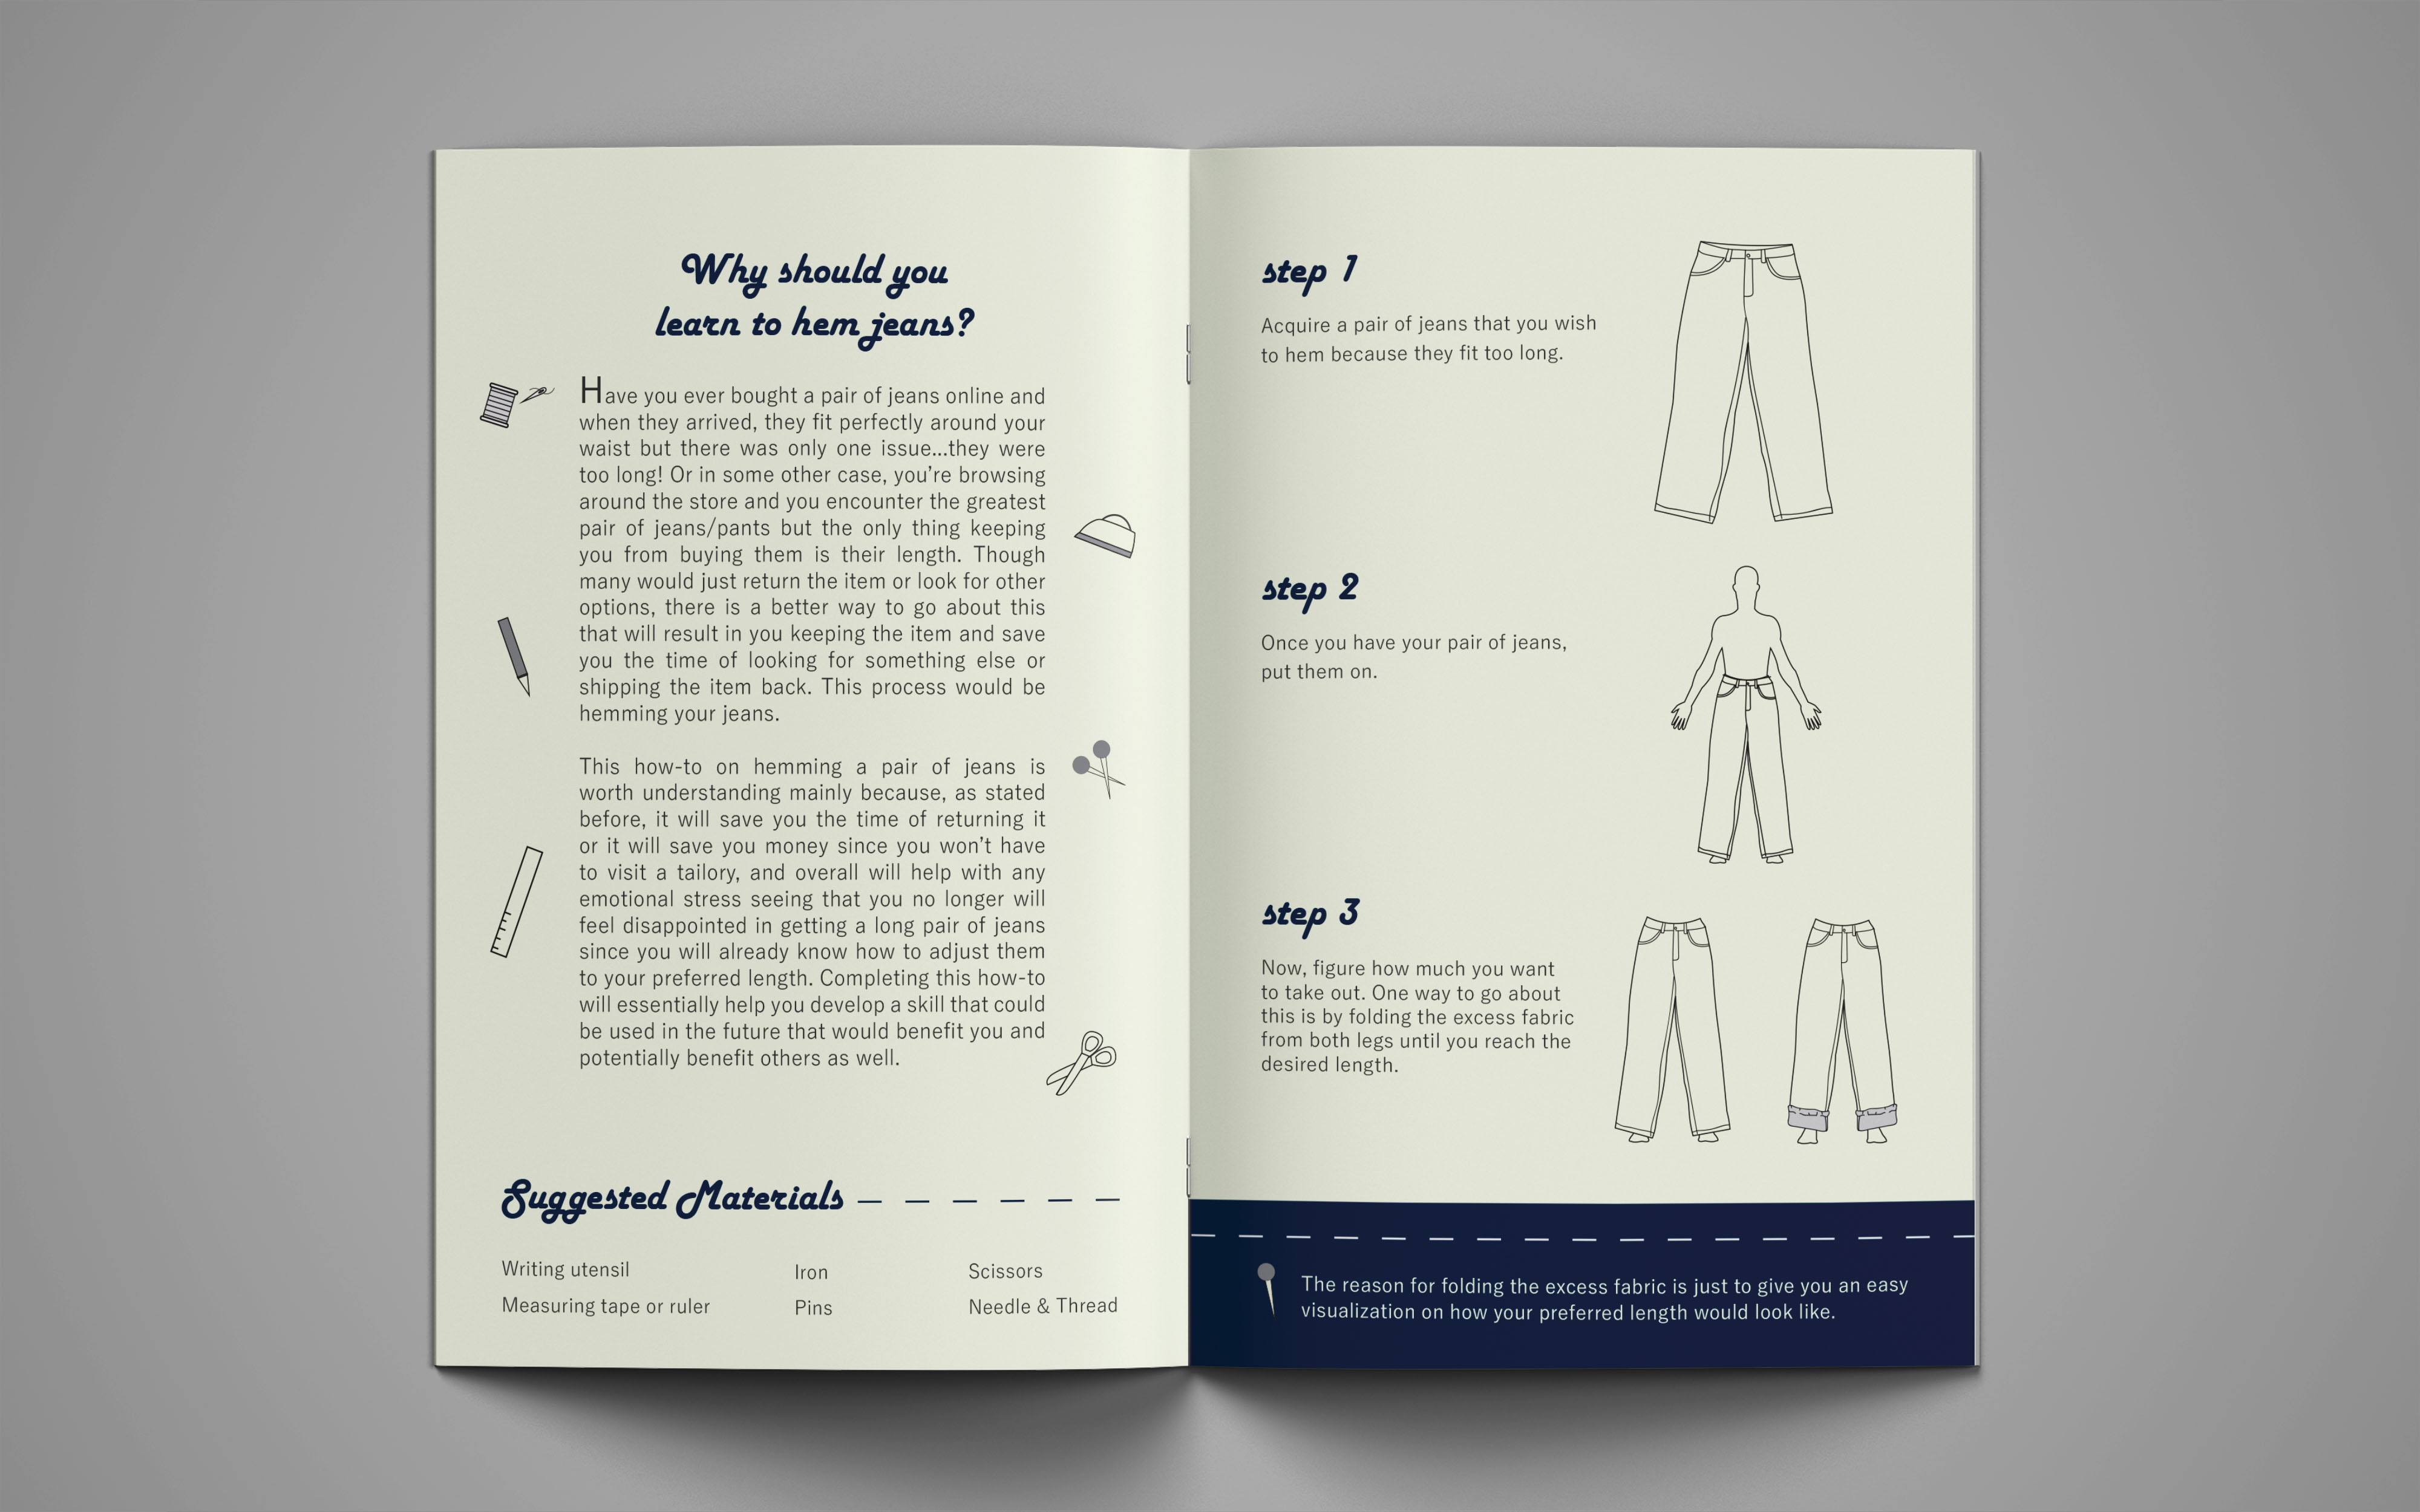 Why should you
learn to hem jeans?
Have you ever bought a pair of jeans online and
when they arrived, they fit perfectly around your
waist but there was only one issue...they were
too long! Or in some other case, you're browsing
around the store and you encounter the greatest
pair of jeans/pants but the only thing keeping
you from buying them is their length. Though
many would just return the item or look for other
options, there is a better way to go about this
that will result in you keeping the item and save
you the time of looking for something else or
shipping the item back. This process would be
hemming your jeans.
This how-to on hemming a pair of jeans is
worth understanding mainly because, as stated
before, it will save you the time of returning it
or it will save you money since you won't have
to visit a tailory, and overall will help with any
emotional stress seeing that you no longer will
feel disappointed in getting a long pair of jeans
since you will already know how to adjust them
to your preferred length. Completing this how-to
will essentially help you develop a skill that could
be used in the future that would benefit you and
potentially benefit others as well.
Suggested Materials
Writing utensil
Measuring tape or ruler
Iron
Pins
Scissors
Needle & Thread
step 1
Acquire a pair of jeans that you wish
to hem because they fit too long.
step 2
Once you have your pair of jeans,
put them on.
step 3
Now, figure how much you want
to take out. One way to go about
this is by folding the excess fabric
from both legs until you reach the
desired length.
The reason for folding the excess fabric is just to give you an easy
visualization on how your preferred length would look like.